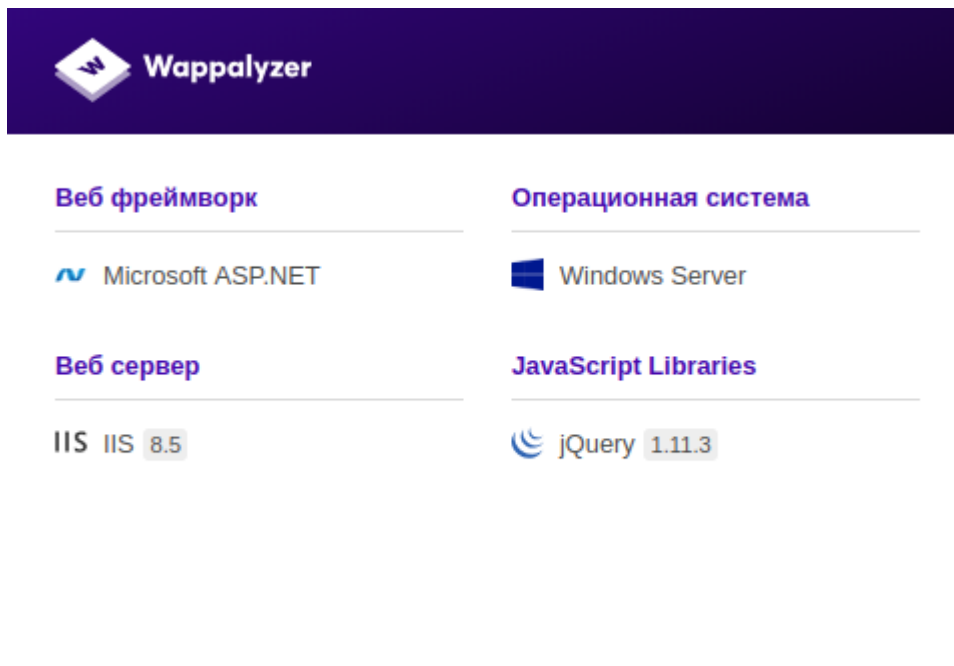 Wappalyzer
Веб фреймворк
Microsoft ASP.NET
Операционная система
Windows Server
Веб сервер
IIS IIS 8.5
JavaScript Libraries
jQuery 1.11.3